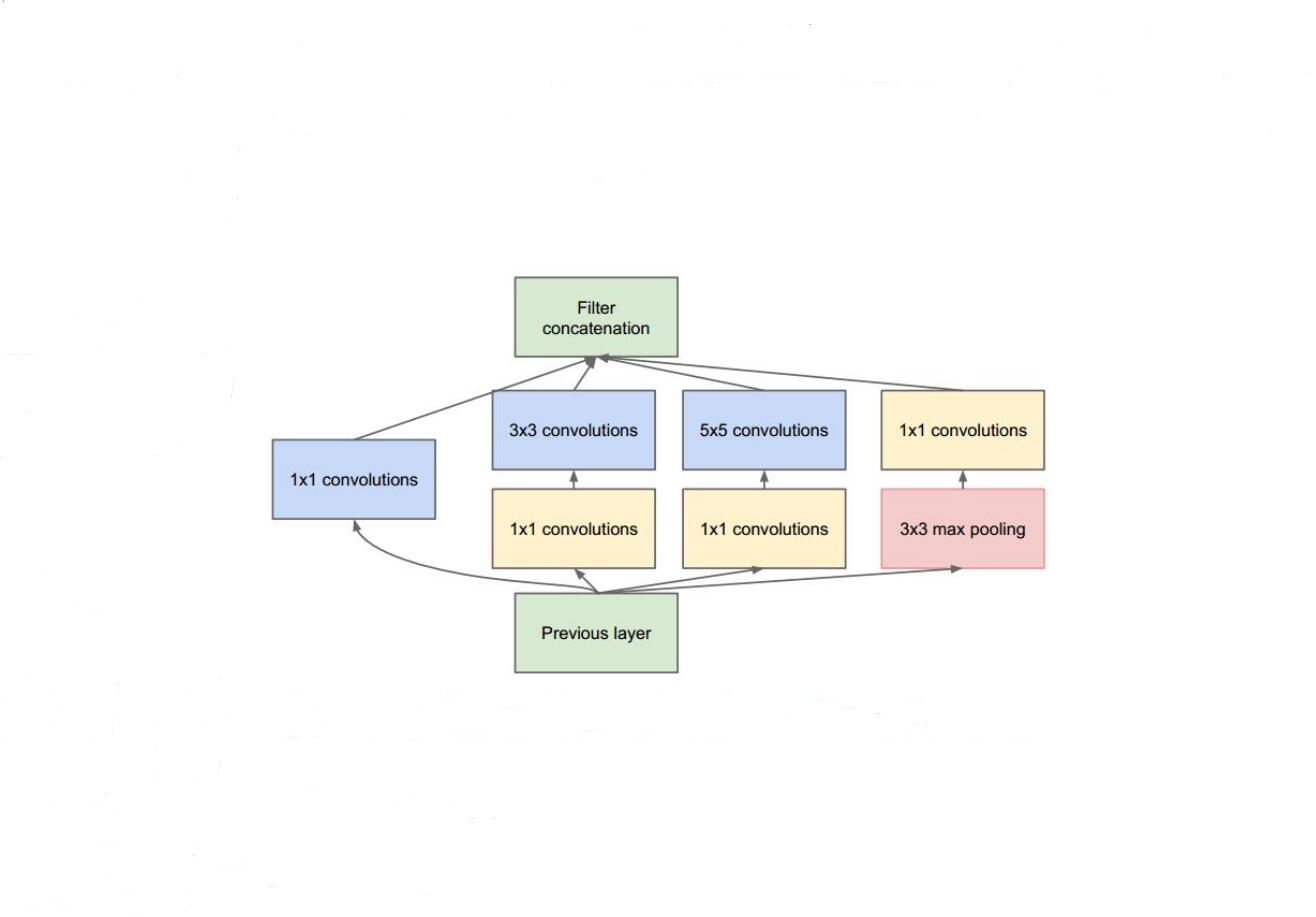 Filter
concatenation
3x3 convolutions
5x5 convolutions
1x1 convolutions
1x1 convolutions
1x1 convolutions
1x1 convolutions
3x3 max pooling
Previous layer